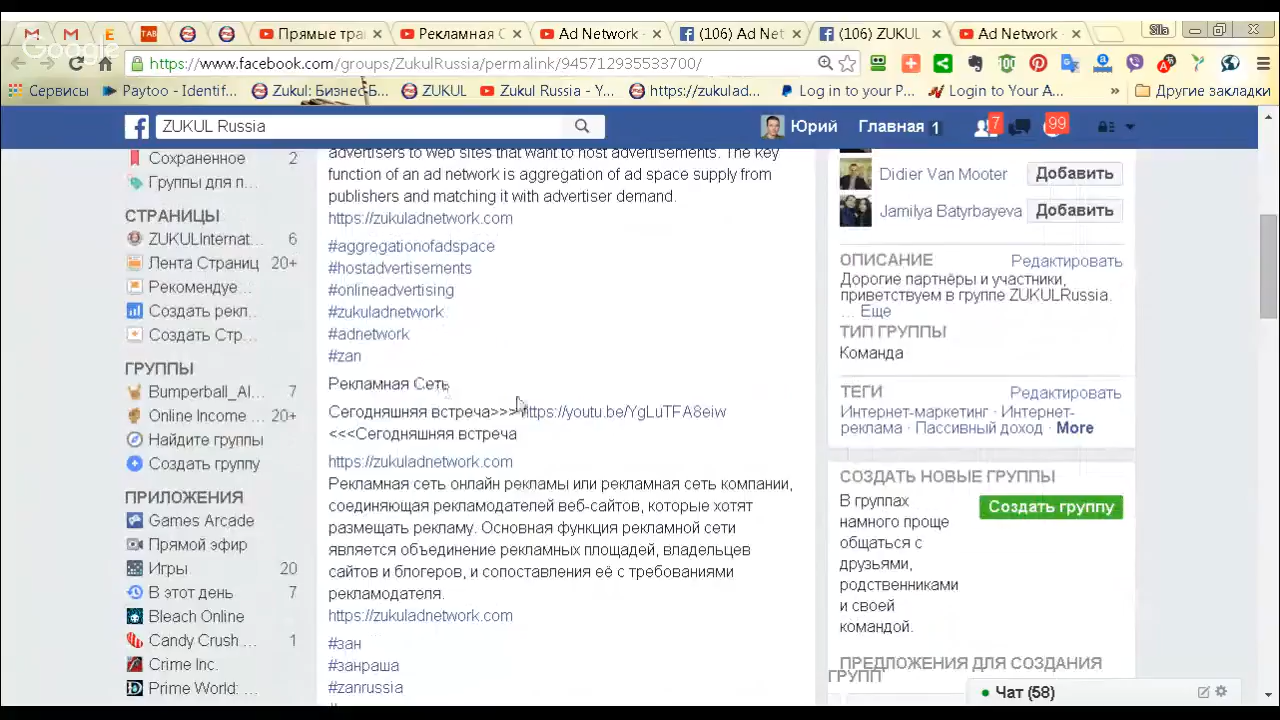 Прямые тра
Рекламная С
Ad Network -
(106) Ad Net
(106) ZUKUL
Ad Network -
Sila
Google
https://www.facebook.com/groups/ZukulRussia/permalink/945712935533700/
Сервисы
Paytoo - Identif...
Zukul: Бизнес Б...
ZUKUL
Zukul Russia - Y...
https://zukulad...
Log in to your P...
Login to Your A...
»
Другие закладки
ZUKUL Russia
Юрий
Главная 1
7
99
Сохраненное 2
Группы для п...
СТРАНИЦЫ
ZUKULInternat... 6
Лента Страниц 20+
Рекомендуе...
Создать рекл...
Создать Стр...
ГРУППЫ
Bumperball_Al... 7
Online Income ... 20+
Найдите группы
Создать группу
ПРИЛОЖЕНИЯ
Games Arcade
Прямой эфир
Игры 20
В этот день 7
Bleach Online
Candy Crush ... 1
Crime Inc.
Prime World: ...
advertisers to web sites that want to host advertisements. The key
function of an ad network is aggregation of ad space supply from
publishers and matching it with advertiser demand.
https://zukuladnetwork.com
#aggregationofadspace
#hostadvertisements
#onlineadvertising
#zukuladnetwork
#adnetwork
#zan
Рекламная Сеть
Сегодняшняя встреча>>>https://youtu.be/YgLuTFA8eiw
<<<Сегодняшняя встреча
https://zukuladnetwork.com
Рекламная сеть онлайн рекламы или рекламная сеть компании,
соединяющая рекламодателей веб-сайтов, которые хотят
размещать рекламу. Основная функция рекламной сети
является объединение рекламных площадей, владельцев
сайтов и блогеров, и сопоставления её с требованиями
рекламодателя.
https://zukuladnetwork.com
#зан
#занраша
#zanrussia
Didier Van Mooter Добавить
Jamilya Batyrbayeva Добавить
ОПИСАНИЕ Редактировать
Дорогие партнёры и участники,
приветствуем в группе ZUKULRussia.
... Еще
ТИП ГРУППЫ
Команда
ТЕГИ Редактировать
Интернет-маркетинг · Интернет-
реклама · Пассивный доход · More
СОЗДАТЬ НОВЫЕ ГРУППЫ
В группах
намного проще
общаться с
друзьями,
родственниками
и своей
командой.
Создать группу
ПРЕДЛОЖЕНИЯ ДЛЯ СОЗДАНИЯ
ГРУПП
Чат (58)